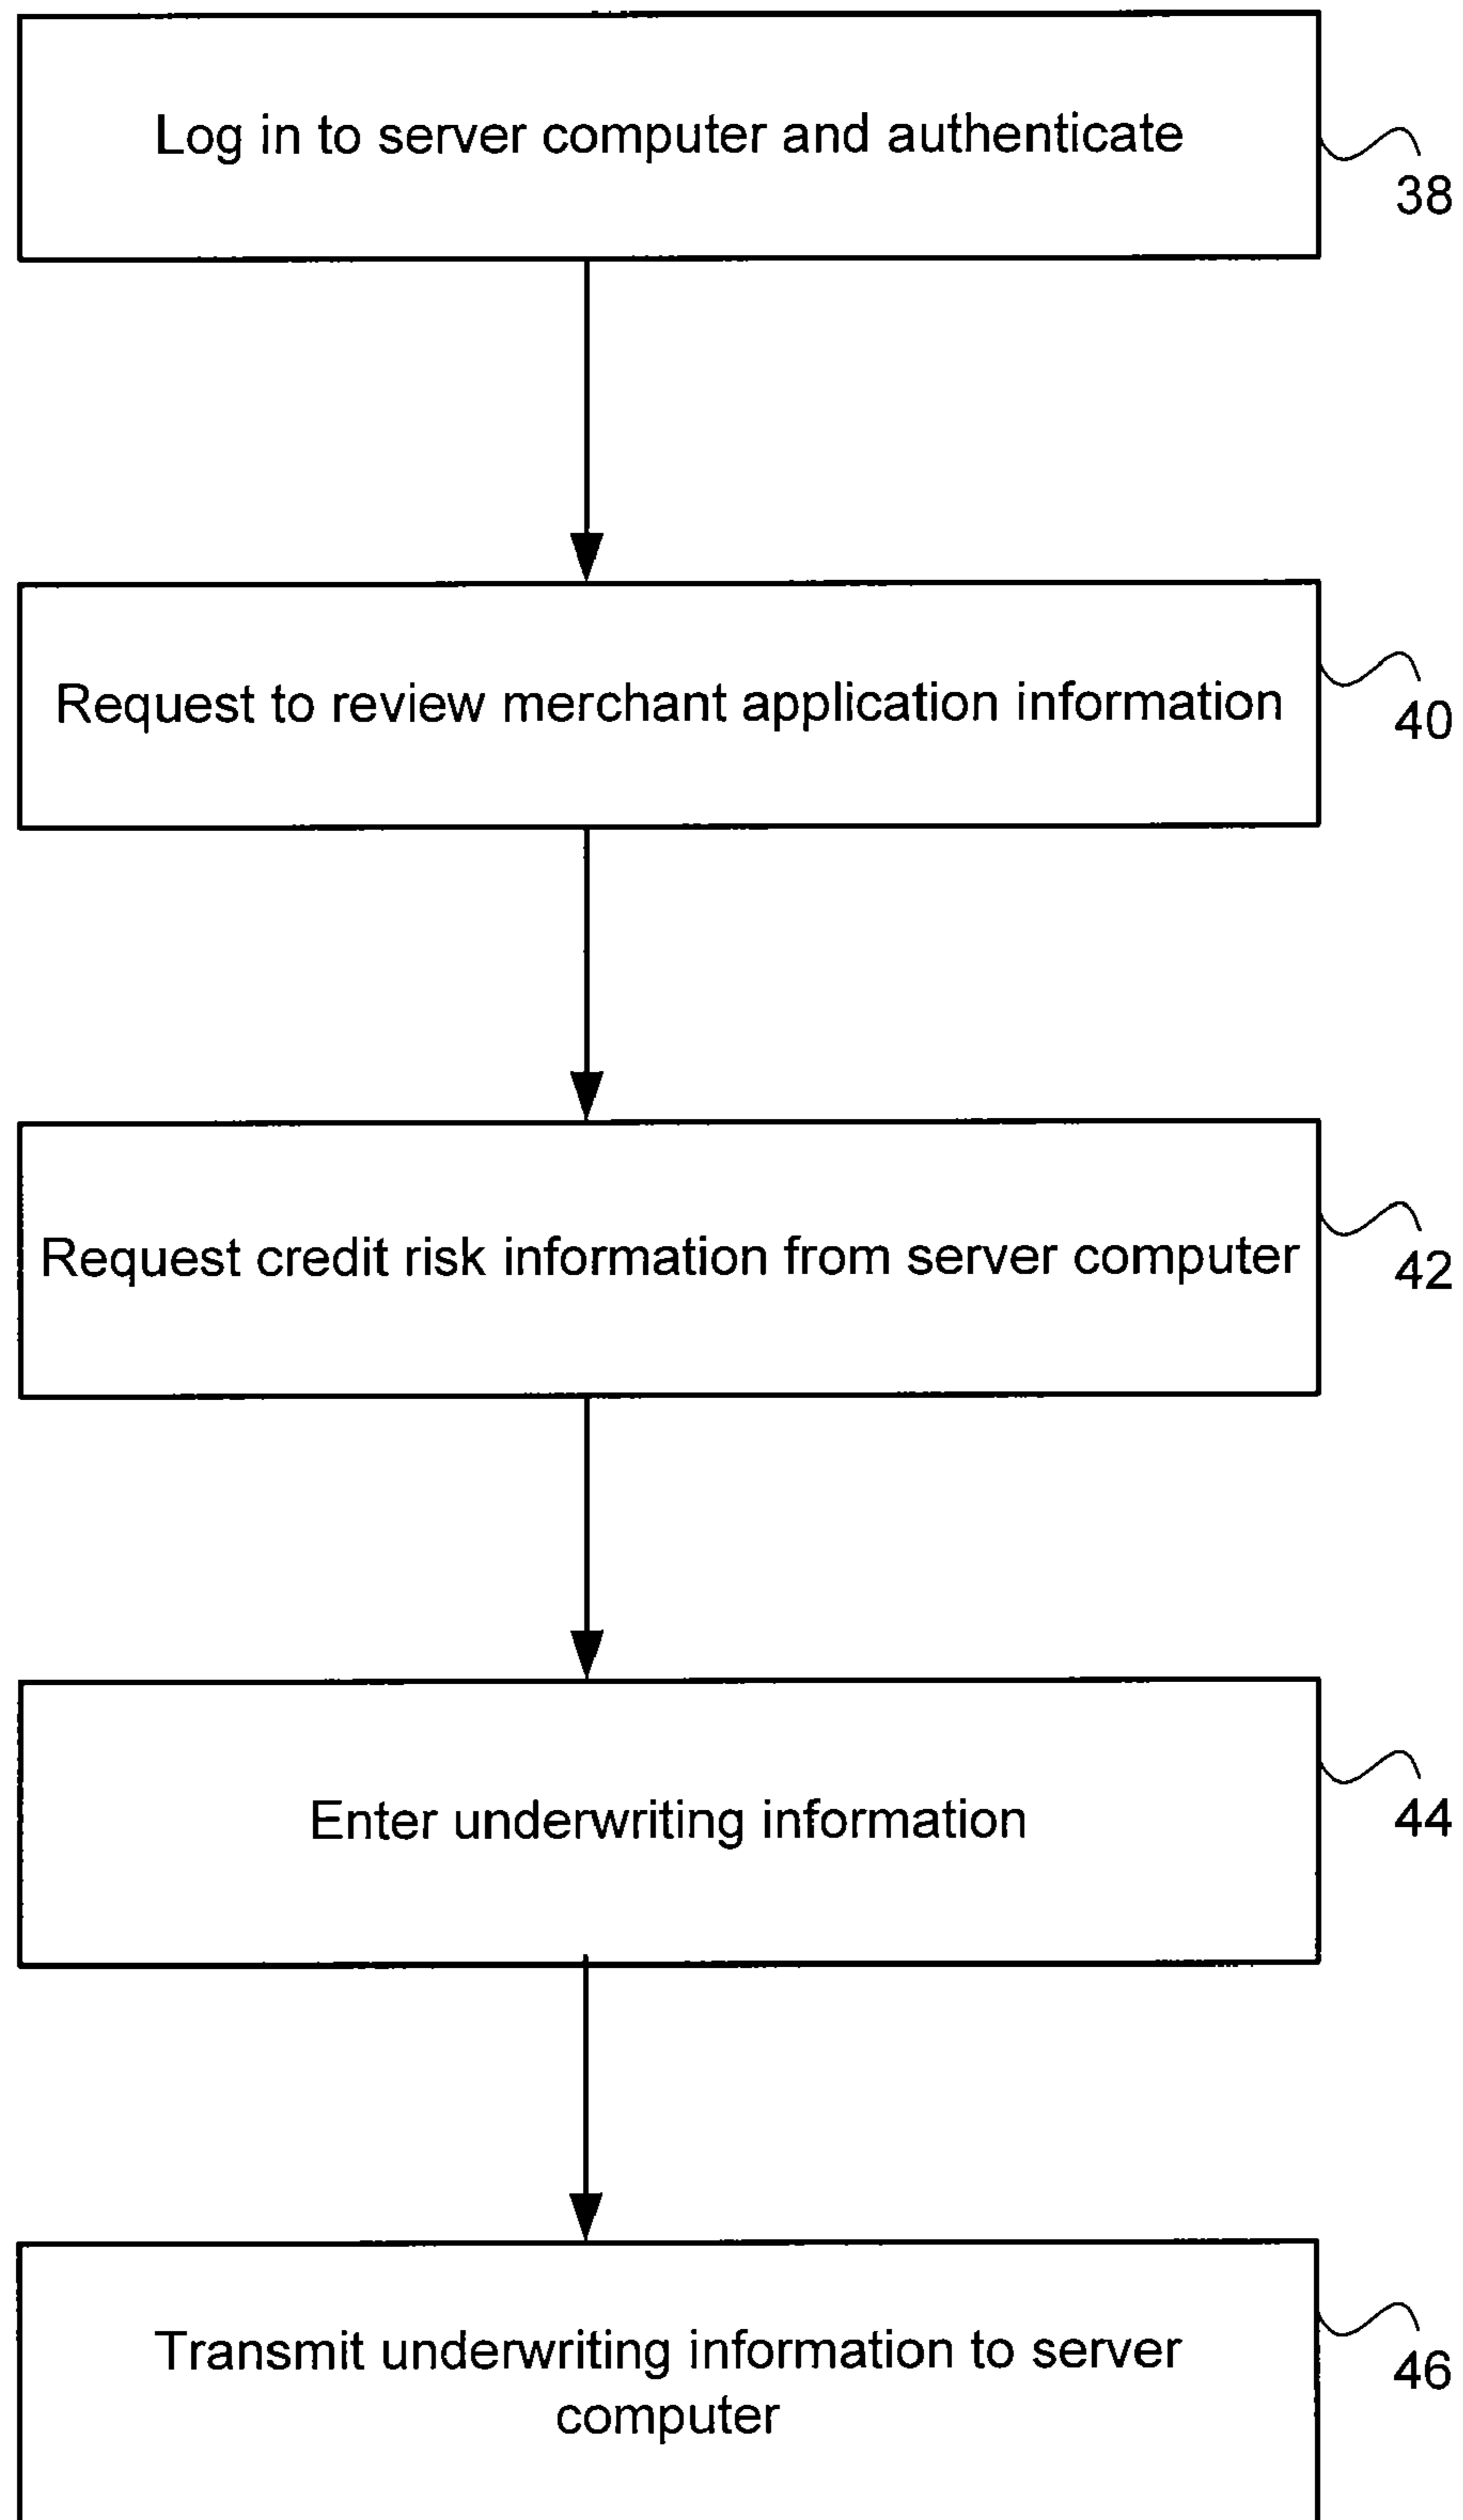 Log in to server computer and authenticate
38
Request to review merchant application information
40
Request credit risk information from server computer
42
Enter underwriting information
44
Transmit underwriting information to server
computer
46